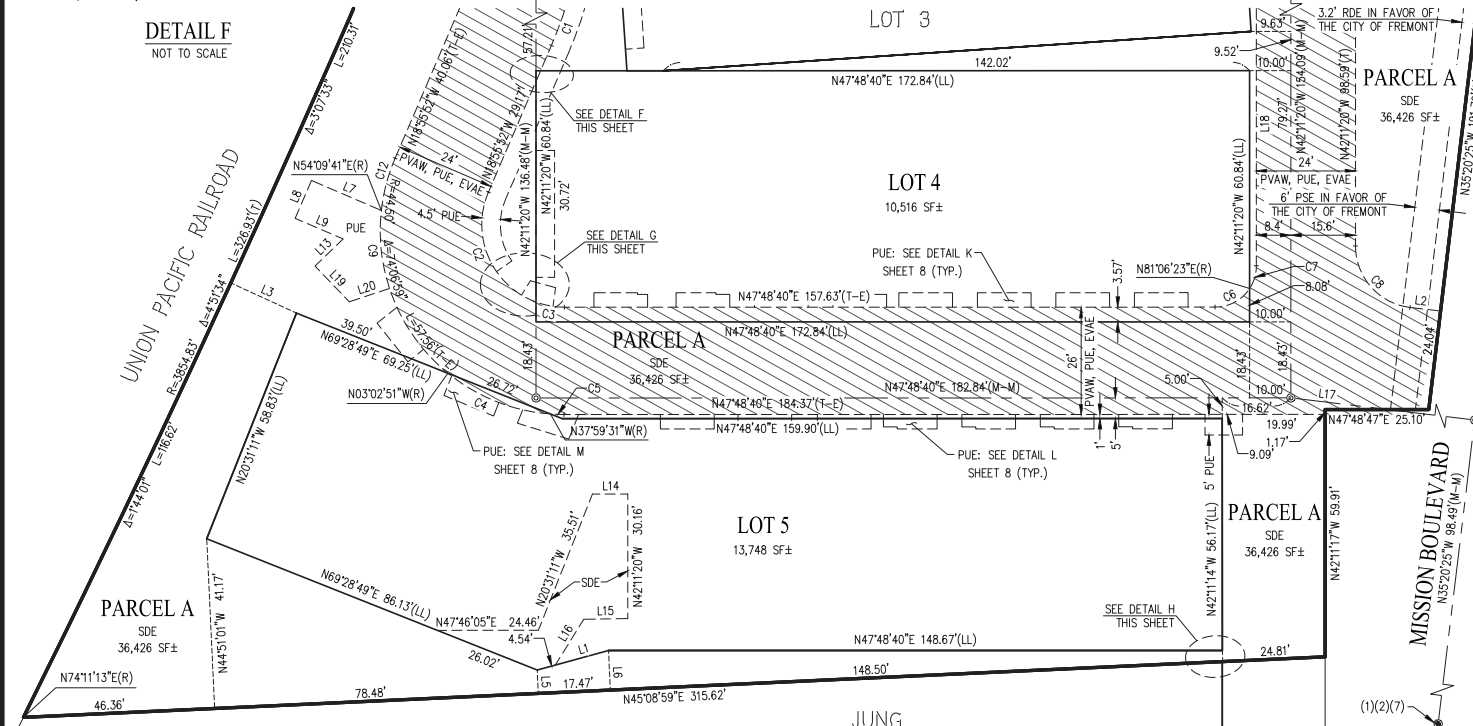 DETAIL F
NOT TO SCALE
LOT 3
L=210.31'
Δ=3°07'33"
UNION PACIFIC RAILROAD
L=326.93'(T)
Δ=4°51'34"
R=3854.83'
L=116.62'
Δ=1°44'01"
N18°55'52"W 40.06'(T-E)
24'
PVAW, PUE, EVAE
N18°55'52"W 29.17'
C1
57.21'
N54°09'41"E(R)
L7
L8
L9
PUE
L13
L19
L20
L3
C12
R=44.50'
C9
Δ=74°06'59"
L=57.56'(T-E)
4.5' PUE
C2
N42°11'20"W 136.48'(M-M)
N42°11'20"W 60.84'(LL)
30.72'
SEE DETAIL F
THIS SHEET
SEE DETAIL G
THIS SHEET
142.02'
N47°48'40"E 172.84'(LL)
LOT 4
10,516 SF±
PUE: SEE DETAIL K
SHEET 8 (TYP.)
N47°48'40"E 157.63'(T-E)
3.57'
C3
N47°48'40"E 172.84'(LL)
9.63'
9.52'
10.00'
L18
79.27'
N42°11'20"W 154.09'(M-M)
N42°11'20"W 98.59'(T)
24'
PVAW, PUE, EVAE
N42°11'20"W 60.84'(LL)
8.4'
15.6'
3.2' RDE IN FAVOR OF
THE CITY OF FREMONT
PARCEL A
SDE
36,426 SF±
6' PSE IN FAVOR OF
THE CITY OF FREMONT
N81°06'23"E(R)
C7
C6
8.08'
10.00'
C8
L2
24.04'
39.50'
N69°28'49"E 69.25'(LL)
N03°02'51"W(R)
26.72'
C4
18.43'
PARCEL A
SDE
36,426 SF±
C5
N47°48'40"E 182.84'(M-M)
N47°48'40"E 184.37'(T-E)
N47°48'40"E 159.90'(LL)
N37°59'31"W(R)
26'
PVAW, PUE, EVAE
18.43'
18.43'
5.00'
10.00'
L17
16.62'
19.99'
1.17'
9.09'
N47°48'47"E 25.10'
1'
5'
5' PUE
PUE: SEE DETAIL M
SHEET 8 (TYP.)
PUE: SEE DETAIL L
SHEET 8 (TYP.)
N20°31'11"W 58.83'(LL)
L14
N20°31'11"W 35.51'
N42°11'20"W 30.16'
SDE
LOT 5
13,748 SF±
N42°11'14"W 56.17'(LL)
PARCEL A
SDE
36,426 SF±
N42°11'17"W 59.91'
MISSION BOULEVARD
N35°20'25"W 98.49'(M-M)
N69°28'49"E 86.13'(LL)
N47°46'05"E 24.46'
4.54'
L15
L16
L1
SEE DETAIL H
THIS SHEET
N47°48'40"E 148.67'(LL)
PARCEL A
SDE
36,426 SF±
N44°51'01"W 41.17'
26.02'
L5
17.47'
L6
148.50'
24.81'
N74°11'13"E(R)
46.36'
78.48'
N45°08'59"E 315.62'
JUNG
(1)(2)(7)